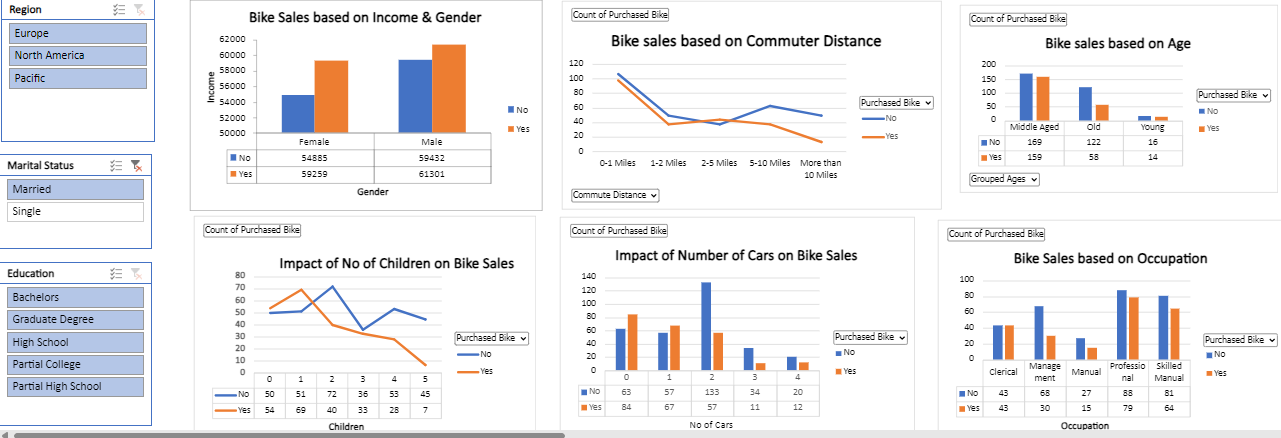 Region
Europe
North America
Pacific
Marital Status
Married
Single
Education
Bachelors
Graduate Degree
High School
Partial College
Partial High School
Bike Sales based on Income & Gender
Income
62000
60000
58000
56000
54000
52000
50000
Female Male
No 54885 59432
Yes 59259 61301
Gender
No
Yes
Count of Purchased Bike
Bike sales based on Commuter Distance
120
100
80
60
40
20
0
0-1 Miles 1-2 Miles 2-5 Miles 5-10 Miles More than
10 Miles
Purchased Bike
No
Yes
Commute Distance
Count of Purchased Bike
Bike sales based on Age
200
150
100
50
0
Middle Aged Old Young
No 169 122 16
Yes 159 58 14
Purchased Bike
No
Yes
Grouped Ages
Count of Purchased Bike
Impact of No of Children on Bike Sales
80
70
60
50
40
30
20
10
0
0 1 2 3 4 5
No 50 51 72 36 53 45
Yes 54 69 40 33 28 7
Children
Purchased Bike
No
Yes
Count of Purchased Bike
Impact of Number of Cars on Bike Sales
140
120
100
80
60
40
20
0
0 1 2 3 4
No 63 57 133 34 20
Yes 84 67 57 11 12
No of Cars
Purchased Bike
No
Yes
Count of Purchased Bike
Bike Sales based on Occupation
100
80
60
40
20
0
Clerical Manage Manual Professio Skilled
ment nal Manual
No 43 68 27 88 81
Yes 43 30 15 79 64
Occupation
Purchased Bike
No
Yes